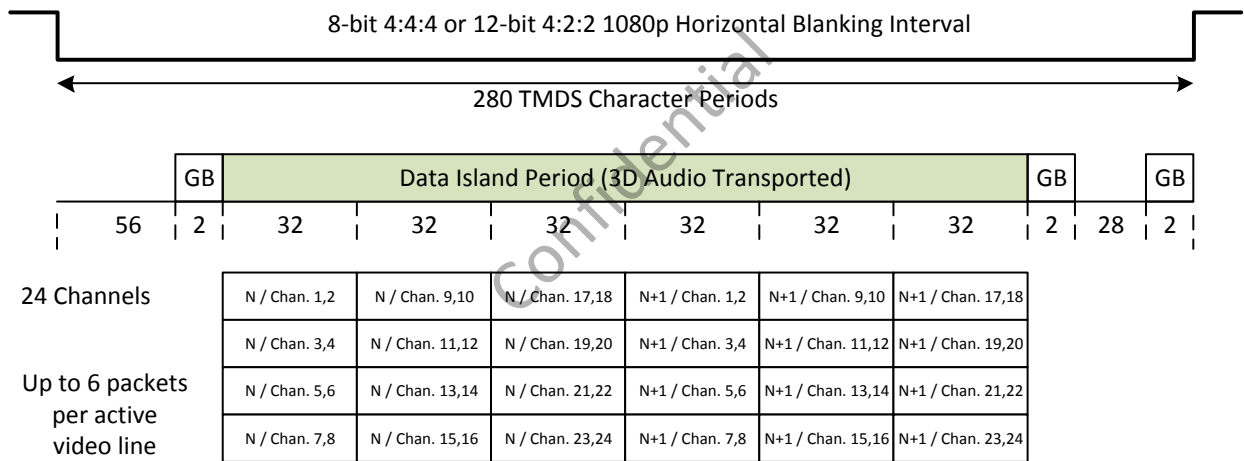 8-bit 4:4:4 or 12-bit 4:2:2 1080p Horizontal Blanking Interval
280 TMDS Character Periods
GB Data Island Period (3D Audio Transported) GB GB
56 2 32 32 32 32 32 32 2 28 2
Confidential
24 Channels
N / Chan. 1,2 N / Chan. 9,10 N / Chan. 17,18 N+1 / Chan. 1,2 N+1 / Chan. 9,10 N+1 / Chan. 17,18
N / Chan. 3,4 N / Chan. 11,12 N / Chan. 19,20 N+1 / Chan. 3,4 N+1 / Chan. 11,12 N+1 / Chan. 19,20
Up to 6 packets
per active
video line
N / Chan. 5,6 N / Chan. 13,14 N / Chan. 21,22 N+1 / Chan. 5,6 N+1 / Chan. 13,14 N+1 / Chan. 21,22
N / Chan. 7,8 N / Chan. 15,16 N / Chan. 23,24 N+1 / Chan. 7,8 N+1 / Chan. 15,16 N+1 / Chan. 23,24